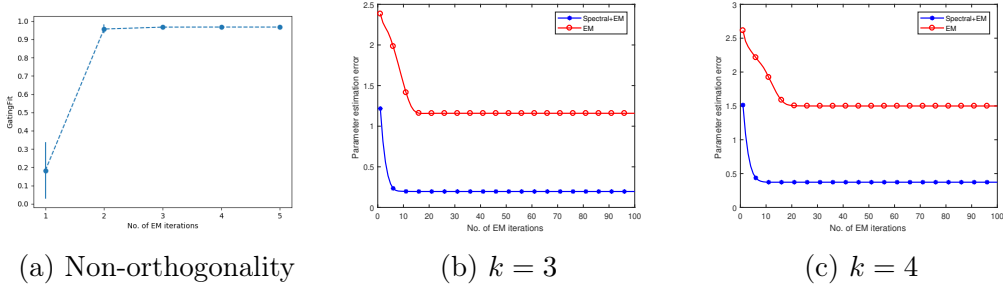 GatingFit
1.0
0.9
0.8
0.7
0.6
0.5
0.4
0.3
0.2
0.1
0.0
1 2 3 4 5
No. of EM iterations
(a) Non-orthogonality
Parameter estimation error
2.5
2
1.5
1
0.5
0
0 10 20 30 40 50 60 70 80 90 100
No. of EM iterations
Spectral+EM
EM
(b) k = 3
Parameter estimation error
3
2.5
2
1.5
1
0.5
0
0 10 20 30 40 50 60 70 80 90 100
No. of EM iterations
Spectral+EM
EM
(c) k = 4